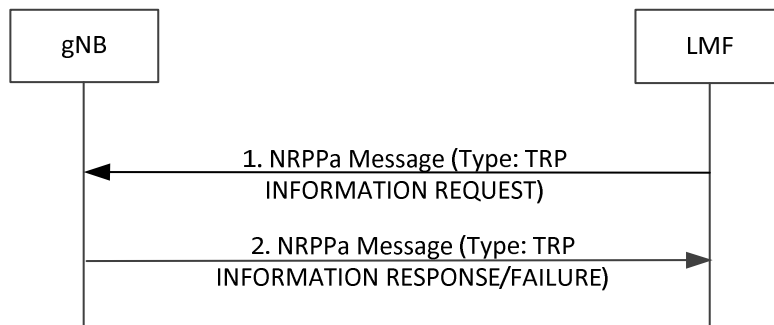 gNB
LMF
1. NRPPa Message (Type: TRP
INFORMATION REQUEST)
2. NRPPa Message (Type: TRP
INFORMATION RESPONSE/FAILURE)